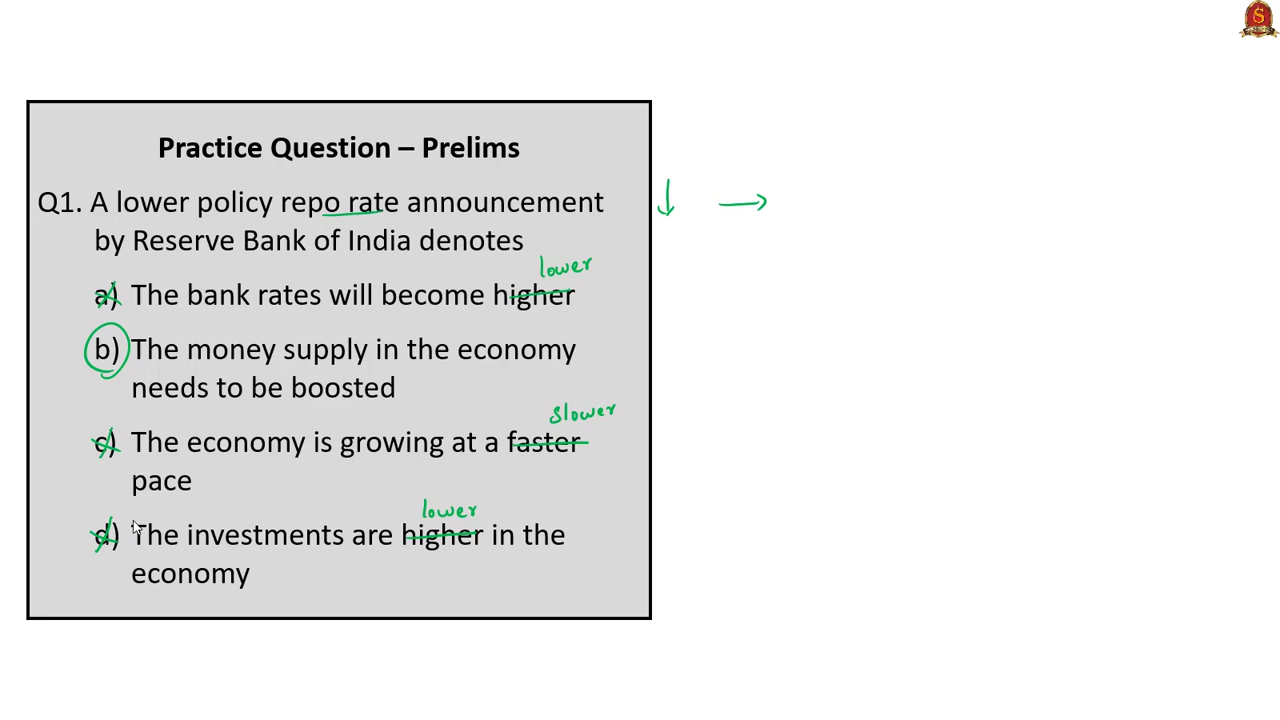 S
Practice Question – Prelims
Q1. A lower policy repo rate announcement
by Reserve Bank of India denotes
lower
a) The bank rates will become higher
b) The money supply in the economy
needs to be boosted
slower
c) The economy is growing at a faster
pace
lower
d) The investments are higher in the
economy